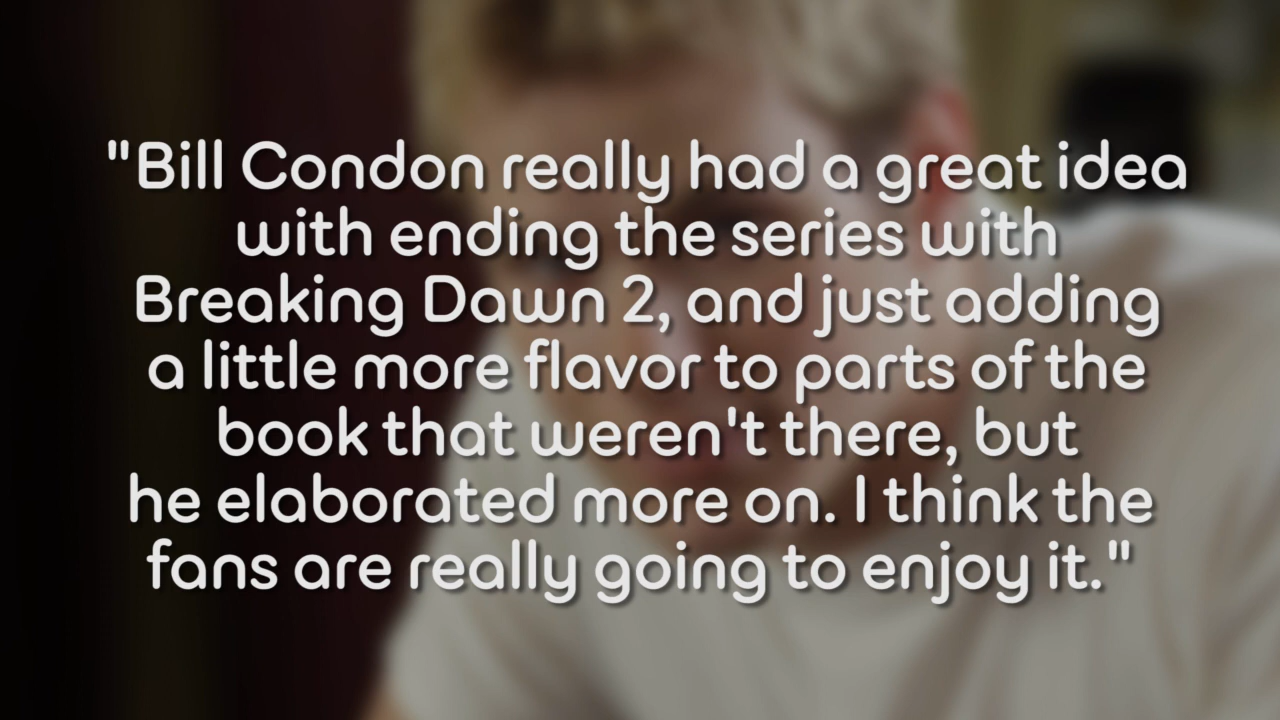 "Bill Condon really had a great idea
with ending the series with
Breaking Dawn 2, and just adding
a little more flavor to parts of the
book that weren't there, but
he elaborated more on. I think the
fans are really going to enjoy it."